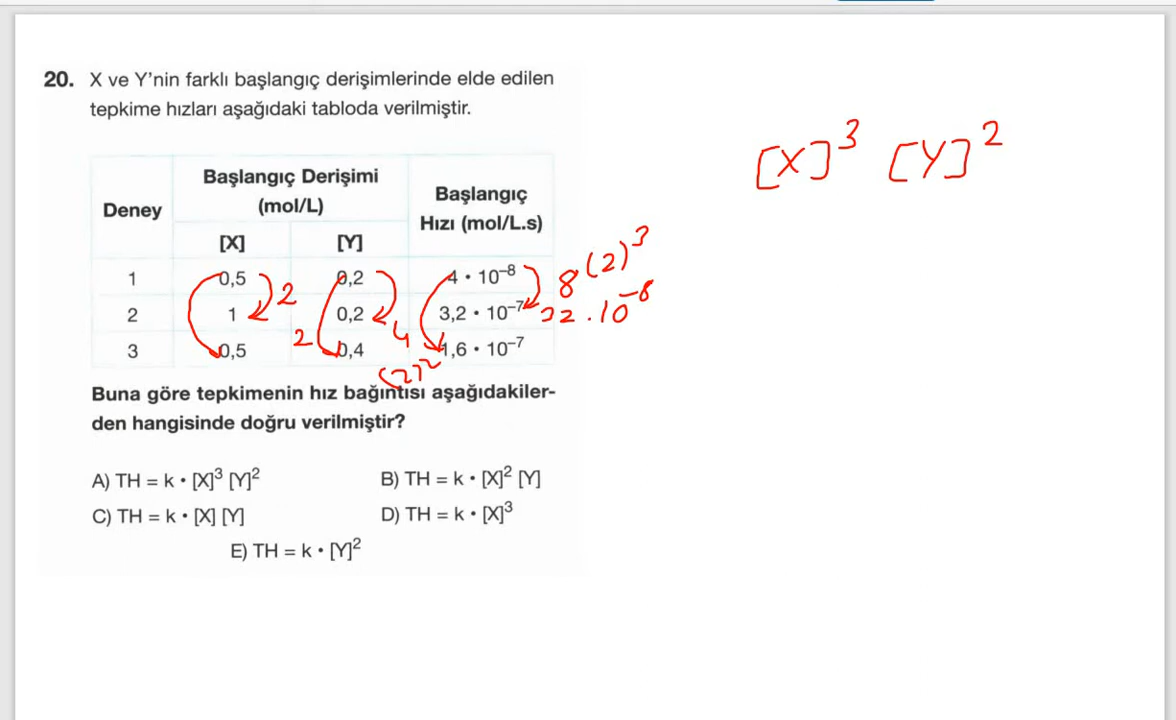 20. X ve Y'nin farklı başlangıç derişimlerinde elde edilen
tepkime hızları aşağıdaki tabloda verilmiştir.
[X]³ [Y]²
Deney
Başlangıç Derişimi
(mol/L)
Başlangıç
Hızı (mol/L.s)
[X] [Y]
1 0,5 0,2 4 • 10⁻⁸
8 (2)³
2 1 0,2 3,2 • 10⁻⁷
32 . 10⁻⁸
3 0,5 0,4 1,6 • 10⁻⁷
2
2
4
(2)²
Buna göre tepkimenin hız bağıntısı aşağıdakiler-
den hangisinde doğru verilmiştir?
A) TH = k • [X]³ [Y]² B) TH = k • [X]² [Y]
C) TH = k • [X] [Y] D) TH = k • [X]³
E) TH = k • [Y]²